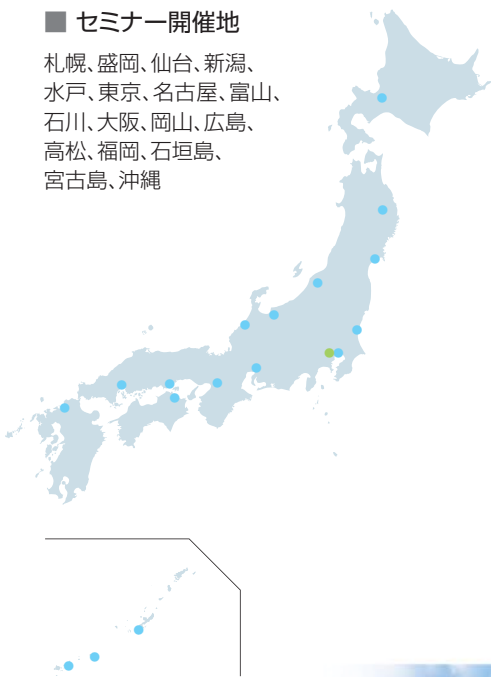 ■ セミナー開催地
札幌、盛岡、仙台、新潟、
水戸、東京、名古屋、富山、
石川、大阪、岡山、広島、
高松、福岡、石垣島、
宮古島、沖縄